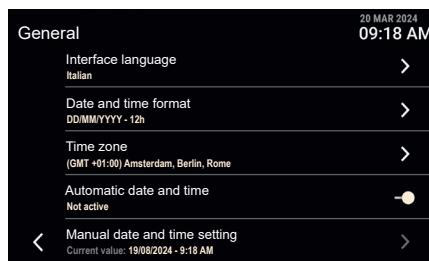 20 MAR 2024
General
09:18 AM
Interface language
Italian
Date and time format
DD/MM/YYYY - 12h
Time zone
(GMT +01:00) Amsterdam, Berlin, Rome
Automatic date and time
Not active
Manual date and time setting
Current value: 19/08/2024 - 9:18 AM